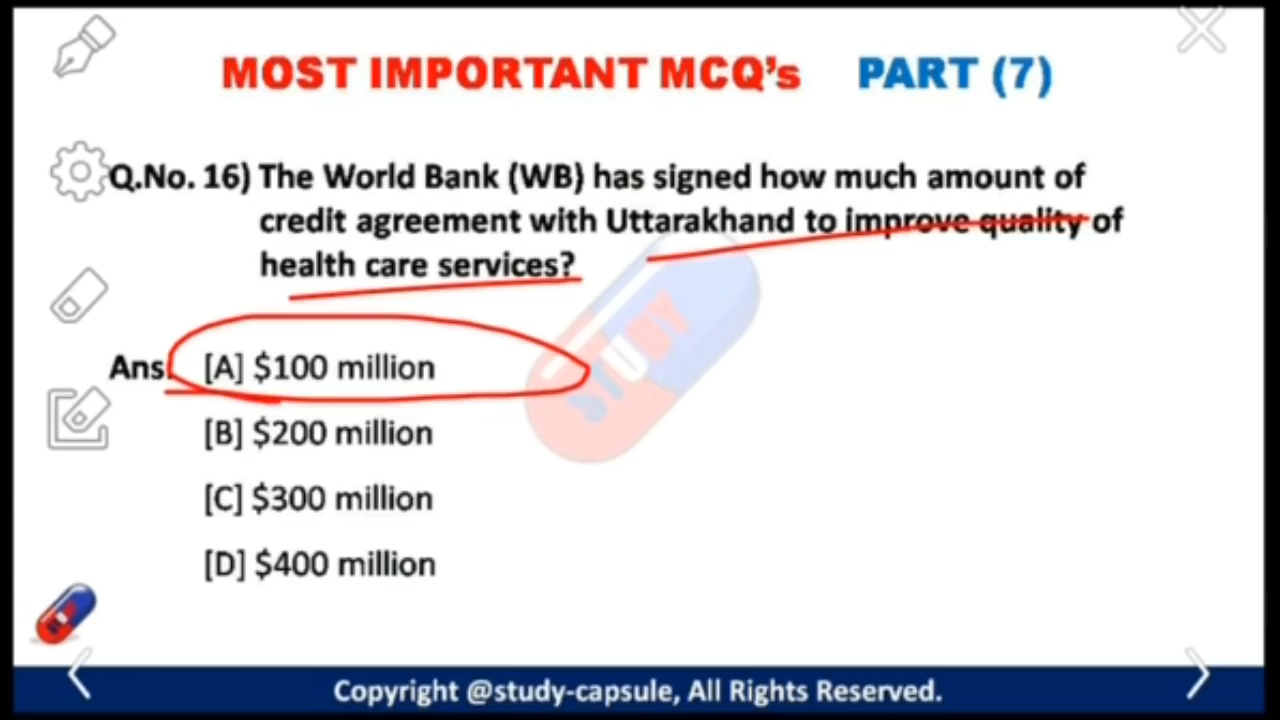 MOST IMPORTANT MCQ's PART (7)
Q.No. 16) The World Bank (WB) has signed how much amount of
credit agreement with Uttarakhand to improve quality of
health care services?
STUDY
Ans. [A] $100 million
[B] $200 million
[C] $300 million
[D] $400 million
Copyright @study-capsule, All Rights Reserved.